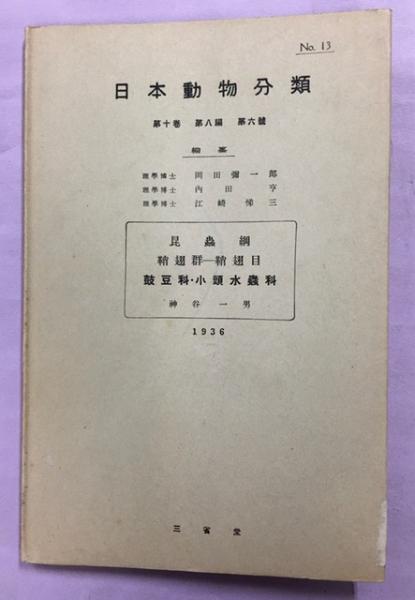 No. 13
日本動物分類
第十卷 第八編 第六號
編纂
理學博士 岡田彌一郎
理學博士 內田亨
理學博士 江崎悌三
昆蟲綱
鞘翅群—鞘翅目
鼓豆科・小頭水蟲科
神谷一男
1936
三省堂